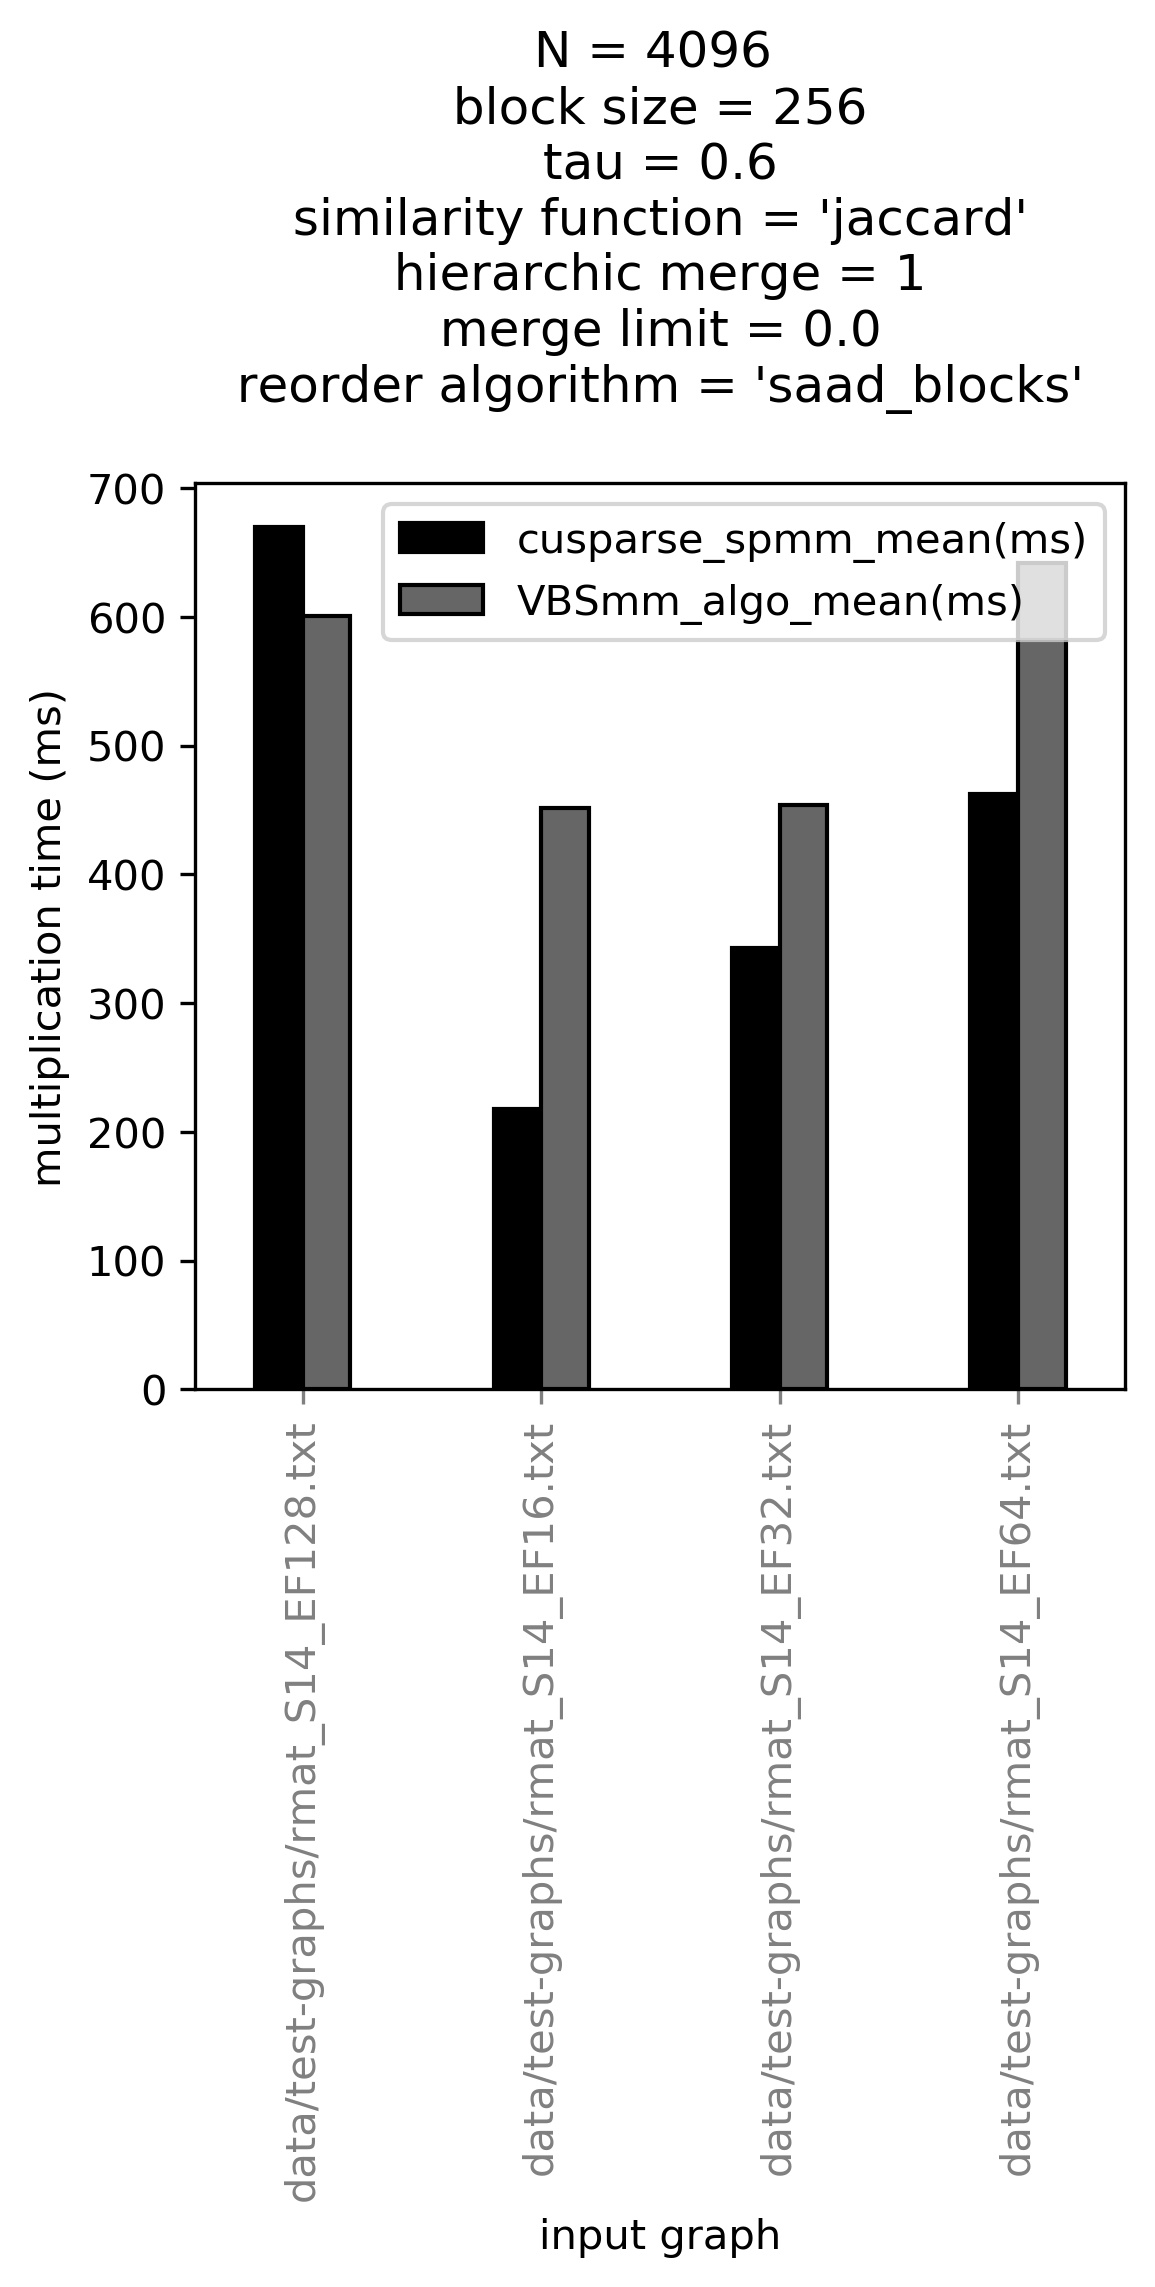 N = 4096
block size = 256
tau = 0.6
similarity function = 'jaccard'
hierarchic merge = 1
merge limit = 0.0
reorder algorithm = 'saad_blocks'
cusparse_spmm_mean(ms)
VBSmm_algo_mean(ms)
multiplication time (ms)
700
600
500
400
300
200
100
0
data/test-graphs/rmat_S14_EF128.txt
data/test-graphs/rmat_S14_EF16.txt
data/test-graphs/rmat_S14_EF32.txt
data/test-graphs/rmat_S14_EF64.txt
input graph